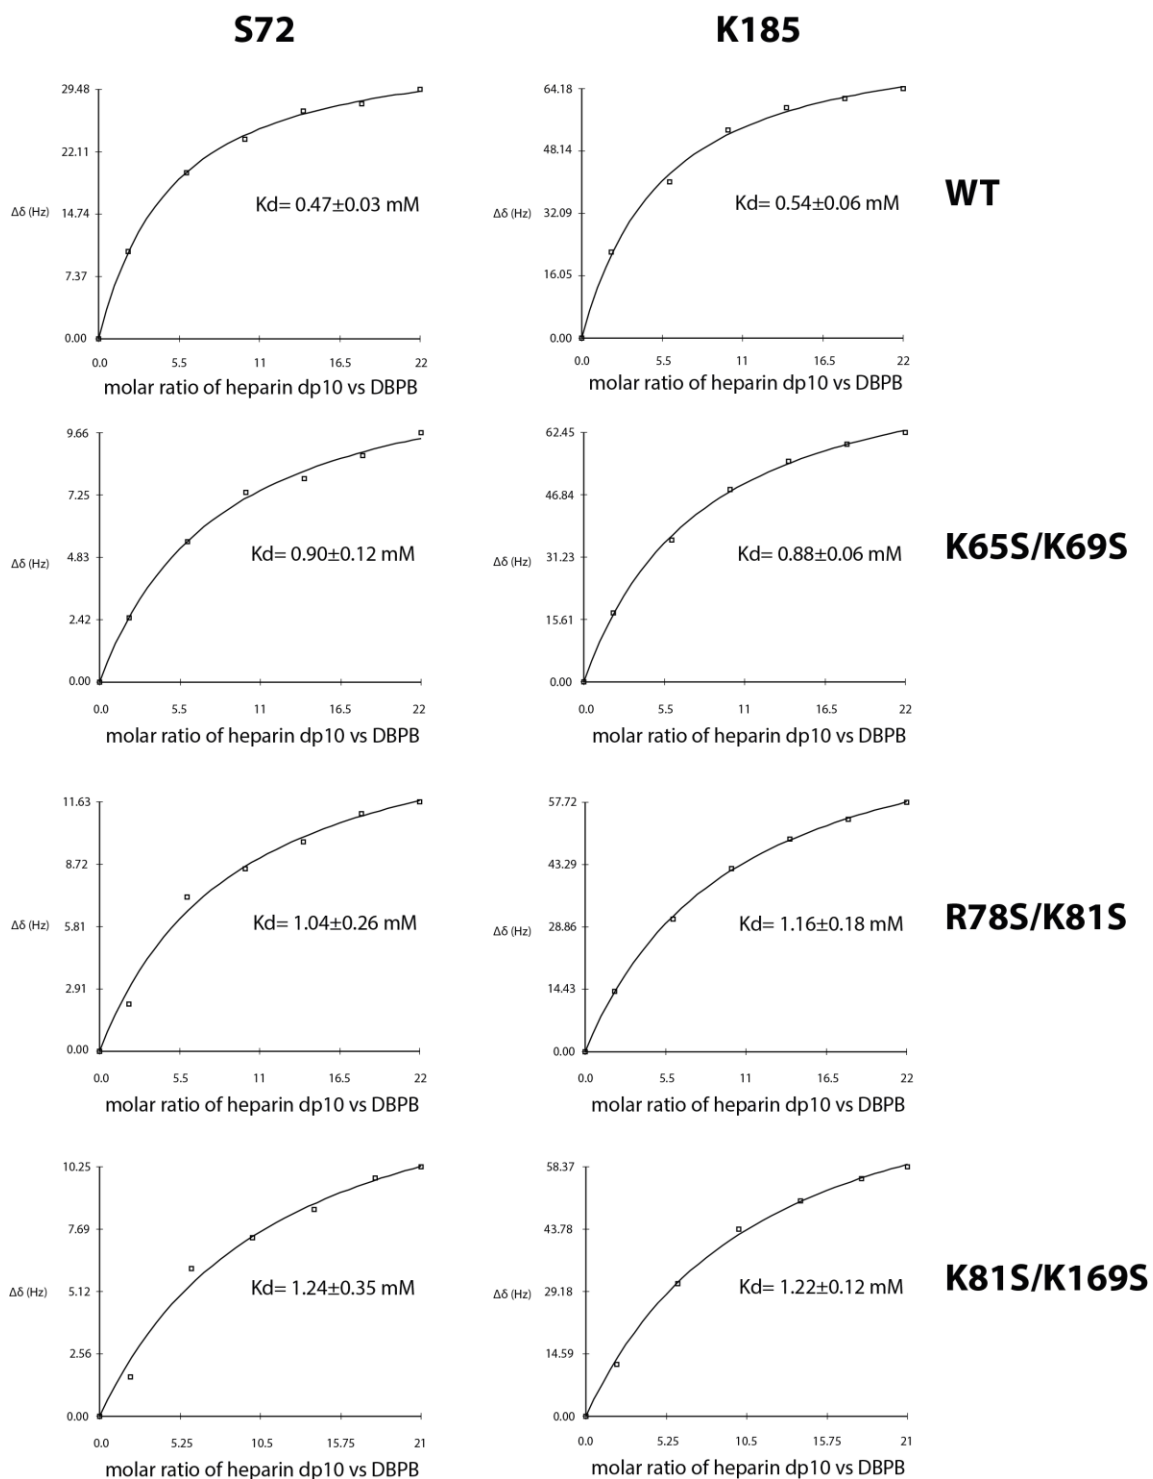 S72 K185
29.48
22.11
14.74
7.37
0.00
Δδ (Hz)
Kd= 0.47±0.03 mM
0.0 5.5 11 16.5 22
molar ratio of heparin dp10 vs DBPB
64.18
48.14
32.09
16.05
0.00
Δδ (Hz)
Kd= 0.54±0.06 mM
0.0 5.5 11 16.5 22
molar ratio of heparin dp10 vs DBPB
WT
9.66
7.25
4.83
2.42
0.00
Δδ (Hz)
Kd= 0.90±0.12 mM
0.0 5.5 11 16.5 22
molar ratio of heparin dp10 vs DBPB
62.45
46.84
31.23
15.61
0.00
Δδ (Hz)
Kd= 0.88±0.06 mM
0.0 5.5 11 16.5 22
molar ratio of heparin dp10 vs DBPB
K65S/K69S
11.63
8.72
5.81
2.91
0.00
Δδ (Hz)
Kd= 1.04±0.26 mM
0.0 5.5 11 16.5 22
molar ratio of heparin dp10 vs DBPB
57.72
43.29
28.86
14.43
0.00
Δδ (Hz)
Kd= 1.16±0.18 mM
0.0 5.5 11 16.5 22
molar ratio of heparin dp10 vs DBPB
R78S/K81S
10.25
7.69
5.12
2.56
0.00
Δδ (Hz)
Kd= 1.24±0.35 mM
0.0 5.25 10.5 15.75 21
molar ratio of heparin dp10 vs DBPB
58.37
43.78
29.18
14.59
0.00
Δδ (Hz)
Kd= 1.22±0.12 mM
0.0 5.25 10.5 15.75 21
molar ratio of heparin dp10 vs DBPB
K81S/K169S